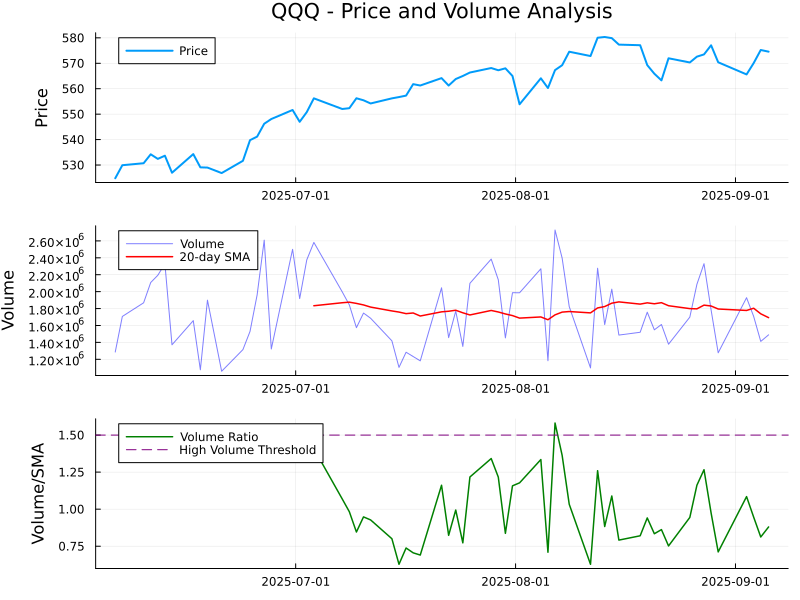 QQQ - Price and Volume Analysis
Price
580
570
560
550
540
530
Price
2025-07-01 2025-08-01 2025-09-01
Volume
2.60×10⁶
2.40×10⁶
2.20×10⁶
2.00×10⁶
1.80×10⁶
1.60×10⁶
1.40×10⁶
1.20×10⁶
Volume
20-day SMA
2025-07-01 2025-08-01 2025-09-01
Volume/SMA
1.50
1.25
1.00
0.75
Volume Ratio
High Volume Threshold
2025-07-01 2025-08-01 2025-09-01